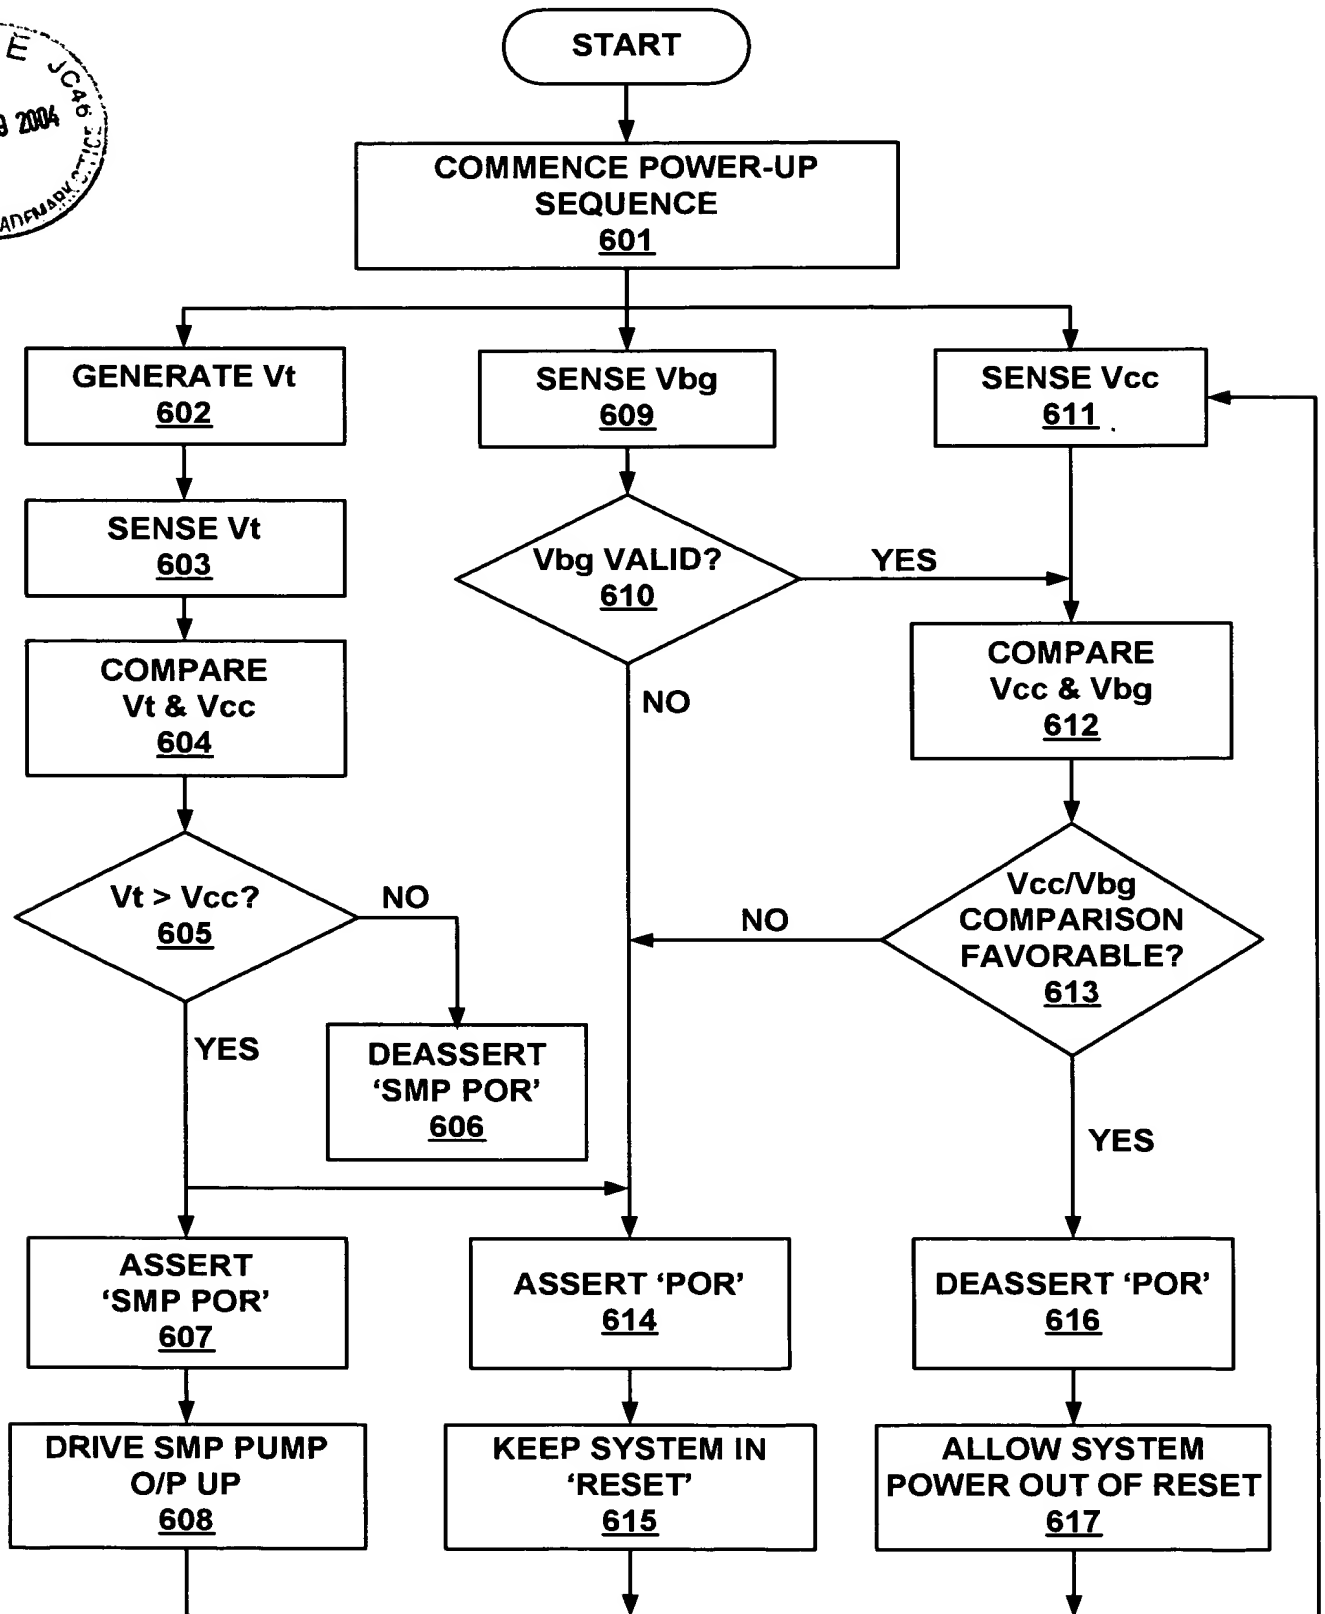 E JC46
9 2004
START
COMMENCE POWER-UP
SEQUENCE
601
GENERATE Vt
602
SENSE Vbg
609
SENSE Vcc
611
SENSE Vt
603
Vbg VALID?
610
YES
NO
COMPARE
Vt & Vcc
604
COMPARE
Vcc & Vbg
612
Vt > Vcc?
605
NO
YES
Vcc/Vbg
COMPARISON
FAVORABLE?
613
NO
YES
DEASSERT
‘SMP POR’
606
ASSERT
‘SMP POR’
607
ASSERT ‘POR’
614
DEASSERT ‘POR’
616
DRIVE SMP PUMP
O/P UP
608
KEEP SYSTEM IN
‘RESET’
615
ALLOW SYSTEM
POWER OUT OF RESET
617